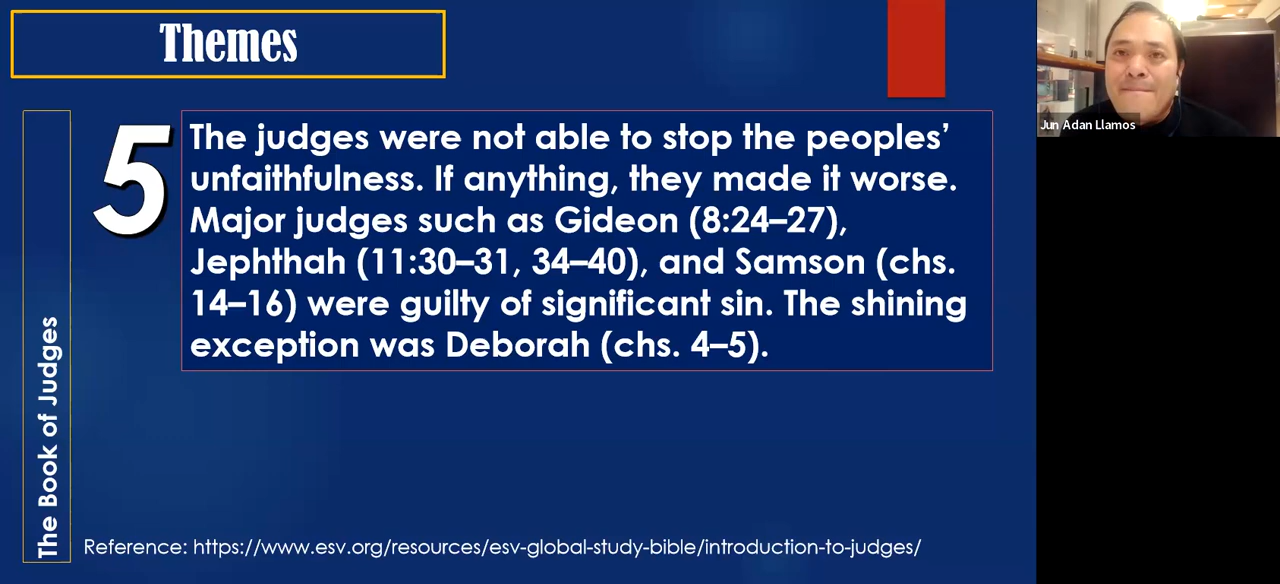 Themes
5
The judges were not able to stop the peoples’
unfaithfulness. If anything, they made it worse.
Major judges such as Gideon (8:24–27),
Jephthah (11:30–31, 34–40), and Samson (chs.
14–16) were guilty of significant sin. The shining
exception was Deborah (chs. 4–5).
The Book of Judges
Reference: https://www.esv.org/resources/esv-global-study-bible/introduction-to-judges/
Jun Adan Llamos